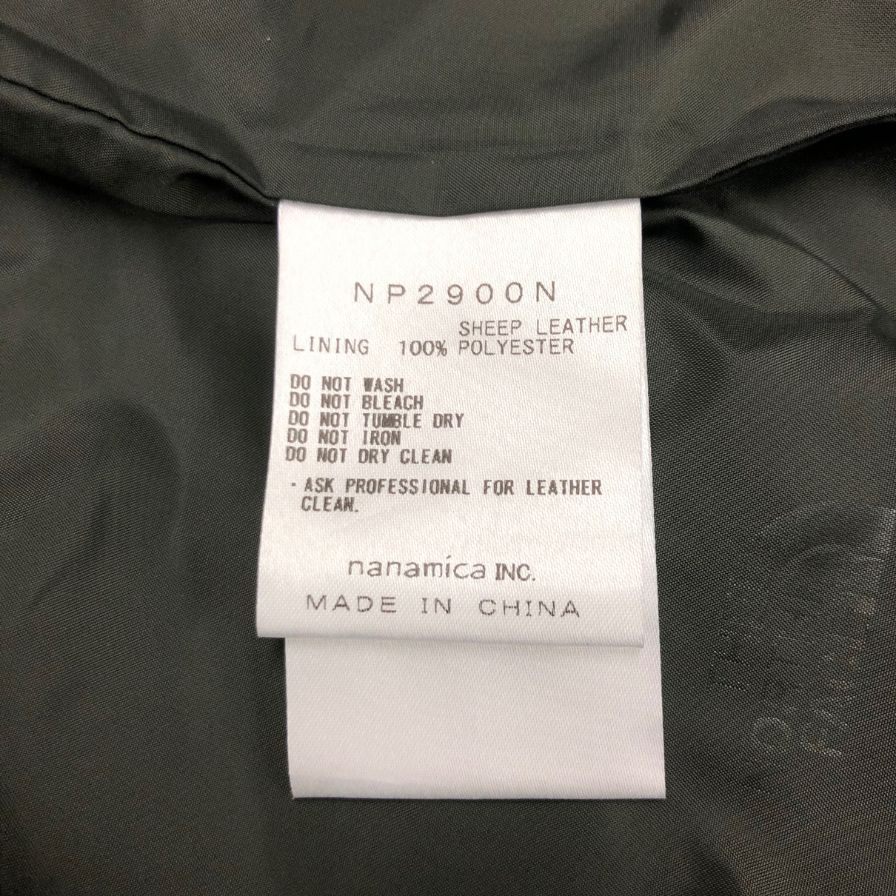 NP2900N
SHEEP LEATHER
LINING 100% POLYESTER
DO NOT WASH
DO NOT BLEACH
DO NOT TUMBLE DRY
DO NOT IRON
DO NOT DRY CLEAN
· ASK PROFESSIONAL FOR LEATHER
CLEAN.
nanamica INC.
MADE IN CHINA
THE